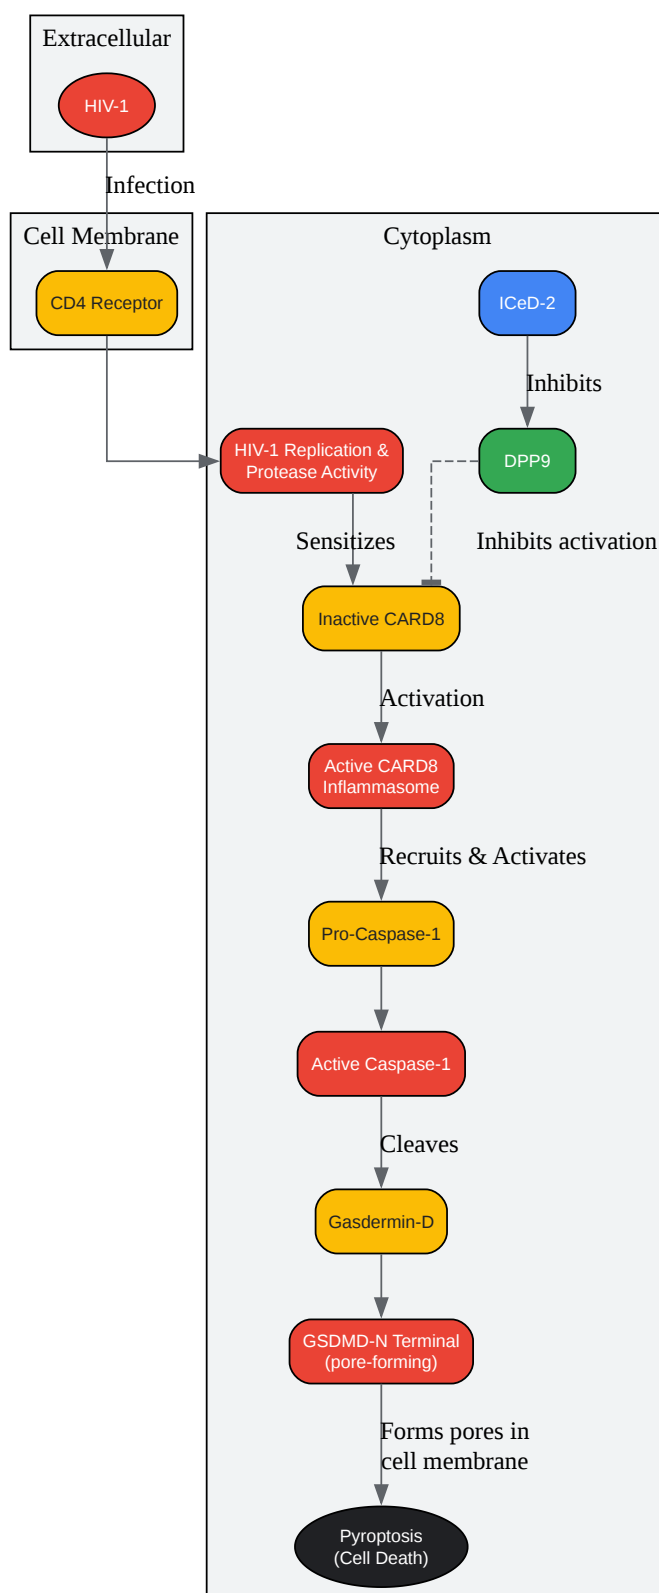 Extracellular
HIV-1
Infection
Cell Membrane
CD4 Receptor
Cytoplasm
ICeD-2
Inhibits
HIV-1 Replication &
Protease Activity
DPP9
Sensitizes
Inhibits activation
Inactive CARD8
Activation
Active CARD8
Inflammasome
Recruits & Activates
Pro-Caspase-1
Active Caspase-1
Cleaves
Gasdermin-D
GSDMD-N Terminal
(pore-forming)
Forms pores in
cell membrane
Pyroptosis
(Cell Death)